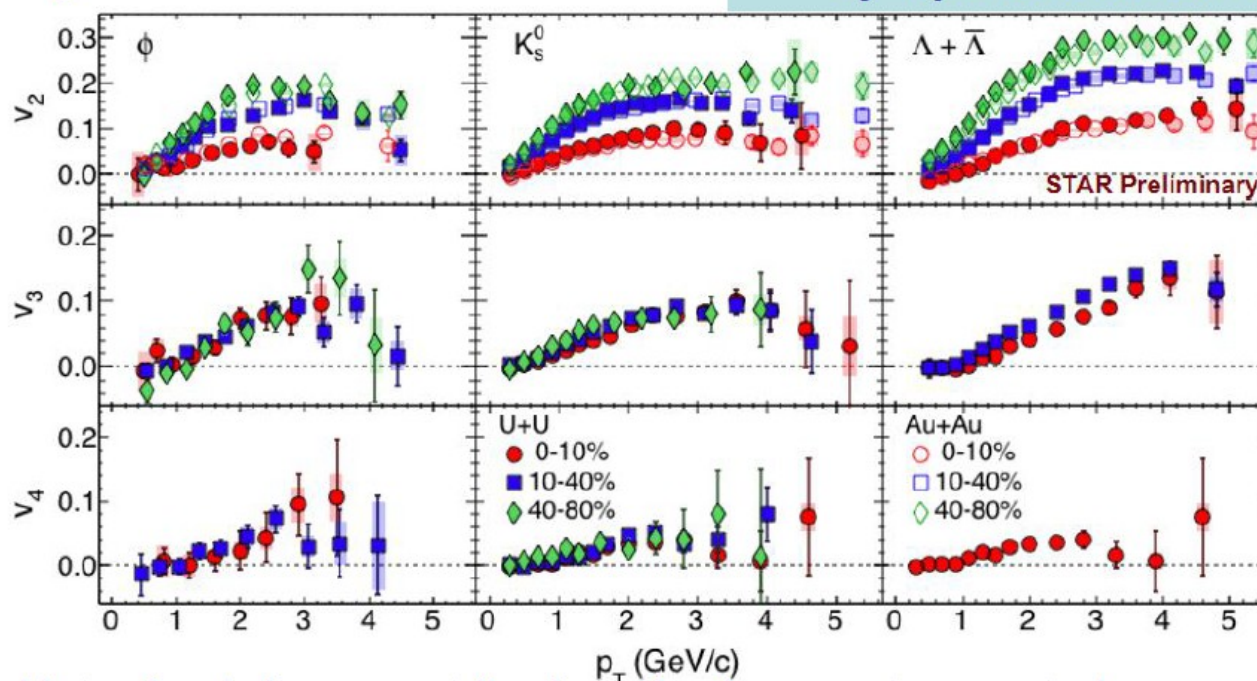 ϕ
K⁰ₛ
Λ + Λ̄
v₂
0.3
0.2
0.1
0.0
STAR Preliminary
v₃
0.2
0.1
0.0
v₄
0.2
0.1
0.0
U+U
0-10%
10-40%
40-80%
Au+Au
0-10%
10-40%
40-80%
0 1 2 3 4 5 0 1 2 3 4 5 0 1 2 3 4 5
p_T (GeV/c)